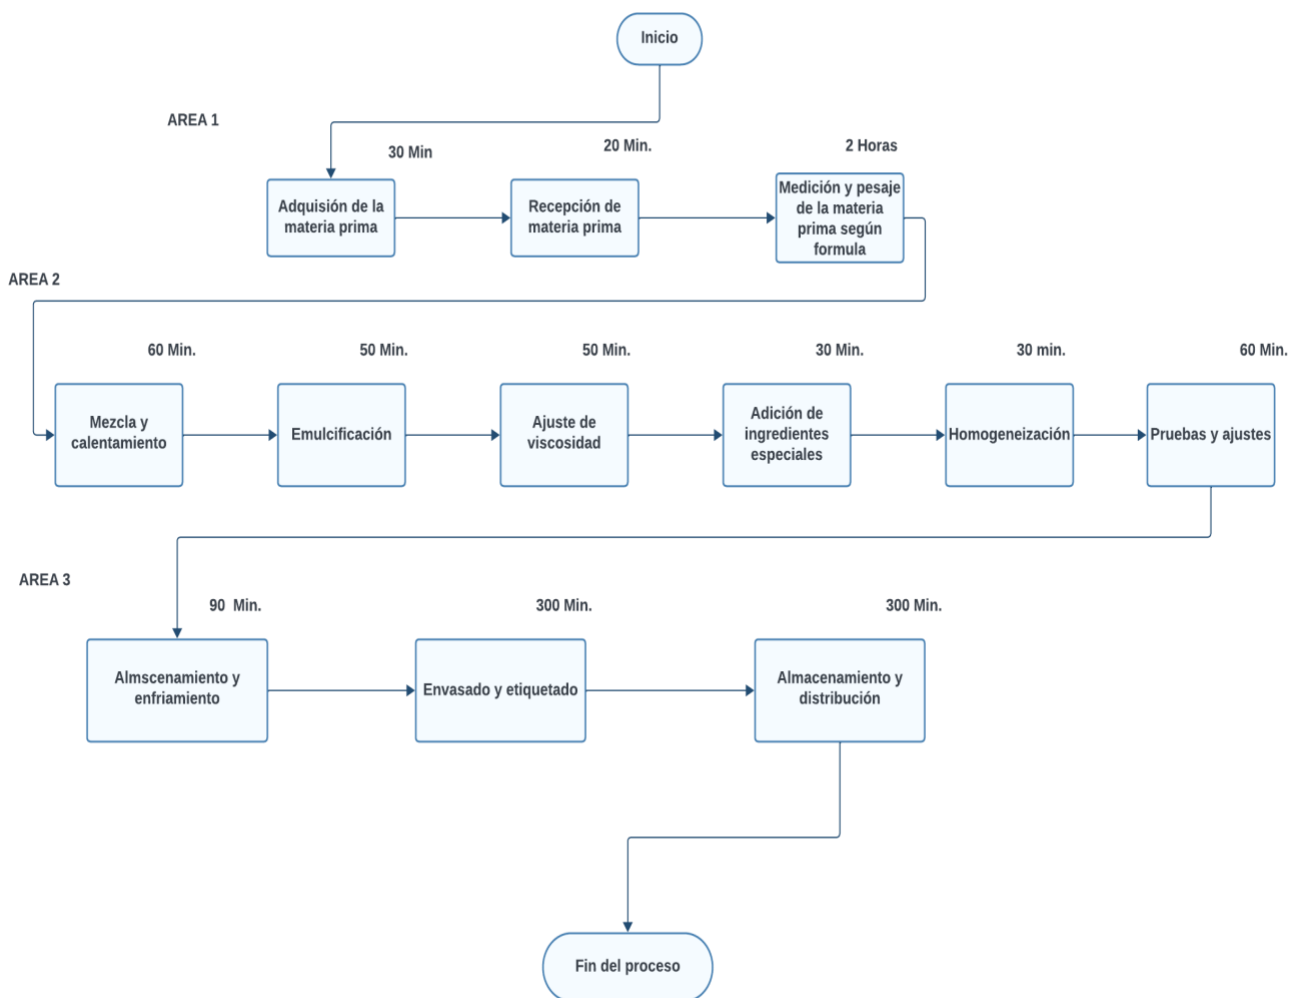 Inicio
AREA 1
30 Min
20 Min.
2 Horas
Adquisión de la
materia prima
Recepción de
materia prima
Medición y pesaje
de la materia
prima según
formula
AREA 2
60 Min.
50 Min.
50 Min.
30 Min.
30 min.
60 Min.
Mezcla y
calentamiento
Emulcificación
Ajuste de
viscosidad
Adición de
ingredientes
especiales
Homogeneización
Pruebas y ajustes
AREA 3
90  Min.
300 Min.
300 Min.
Almscenamiento y
enfriamiento
Envasado y etiquetado
Almacenamiento y
distribución
Fin del proceso